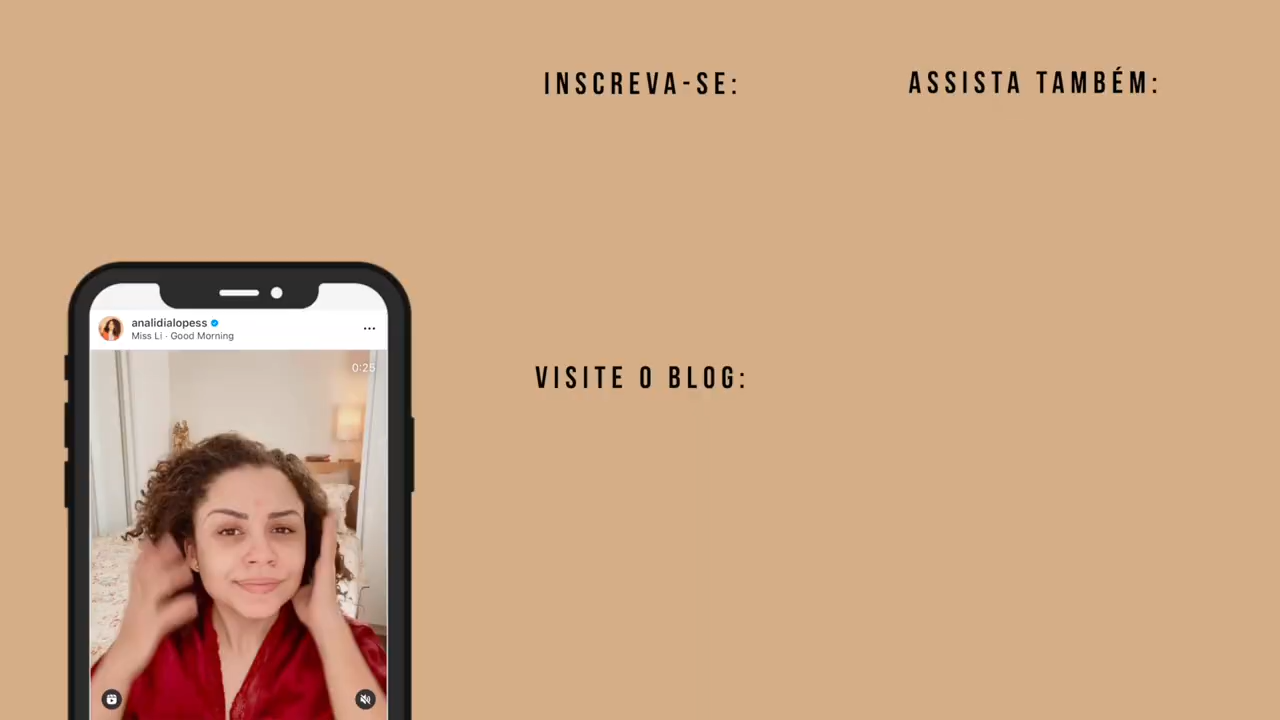 INSCREVA-SE:
ASSISTA TAMBÉM:
analidialopess
Miss Li · Good Morning
0:25
VISITE O BLOG: